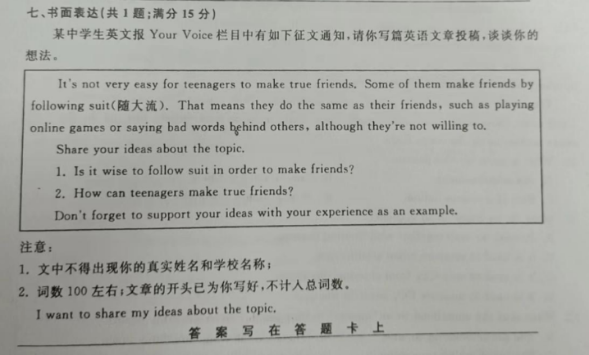 七、书面表达(共 1 题;满分 15 分)
某中学生英文报 Your Voice 栏目中有如下征文通知,请你写篇英语文章投稿,谈谈你的
想法。
It's not very easy for teenagers to make true friends. Some of them make friends by
following suit(随大流). That means they do the same as their friends, such as playing
online games or saying bad words behind others, although they're not willing to.
Share your ideas about the topic.
1. Is it wise to follow suit in order to make friends?
2. How can teenagers make true friends?
Don't forget to support your ideas with your experience as an example.
注意:
1. 文中不得出现你的真实姓名和学校名称;
2. 词数 100 左右;文章的开头已为你写好,不计入总词数。
I want to share my ideas about the topic.
答 案 写 在 答 题 卡 上